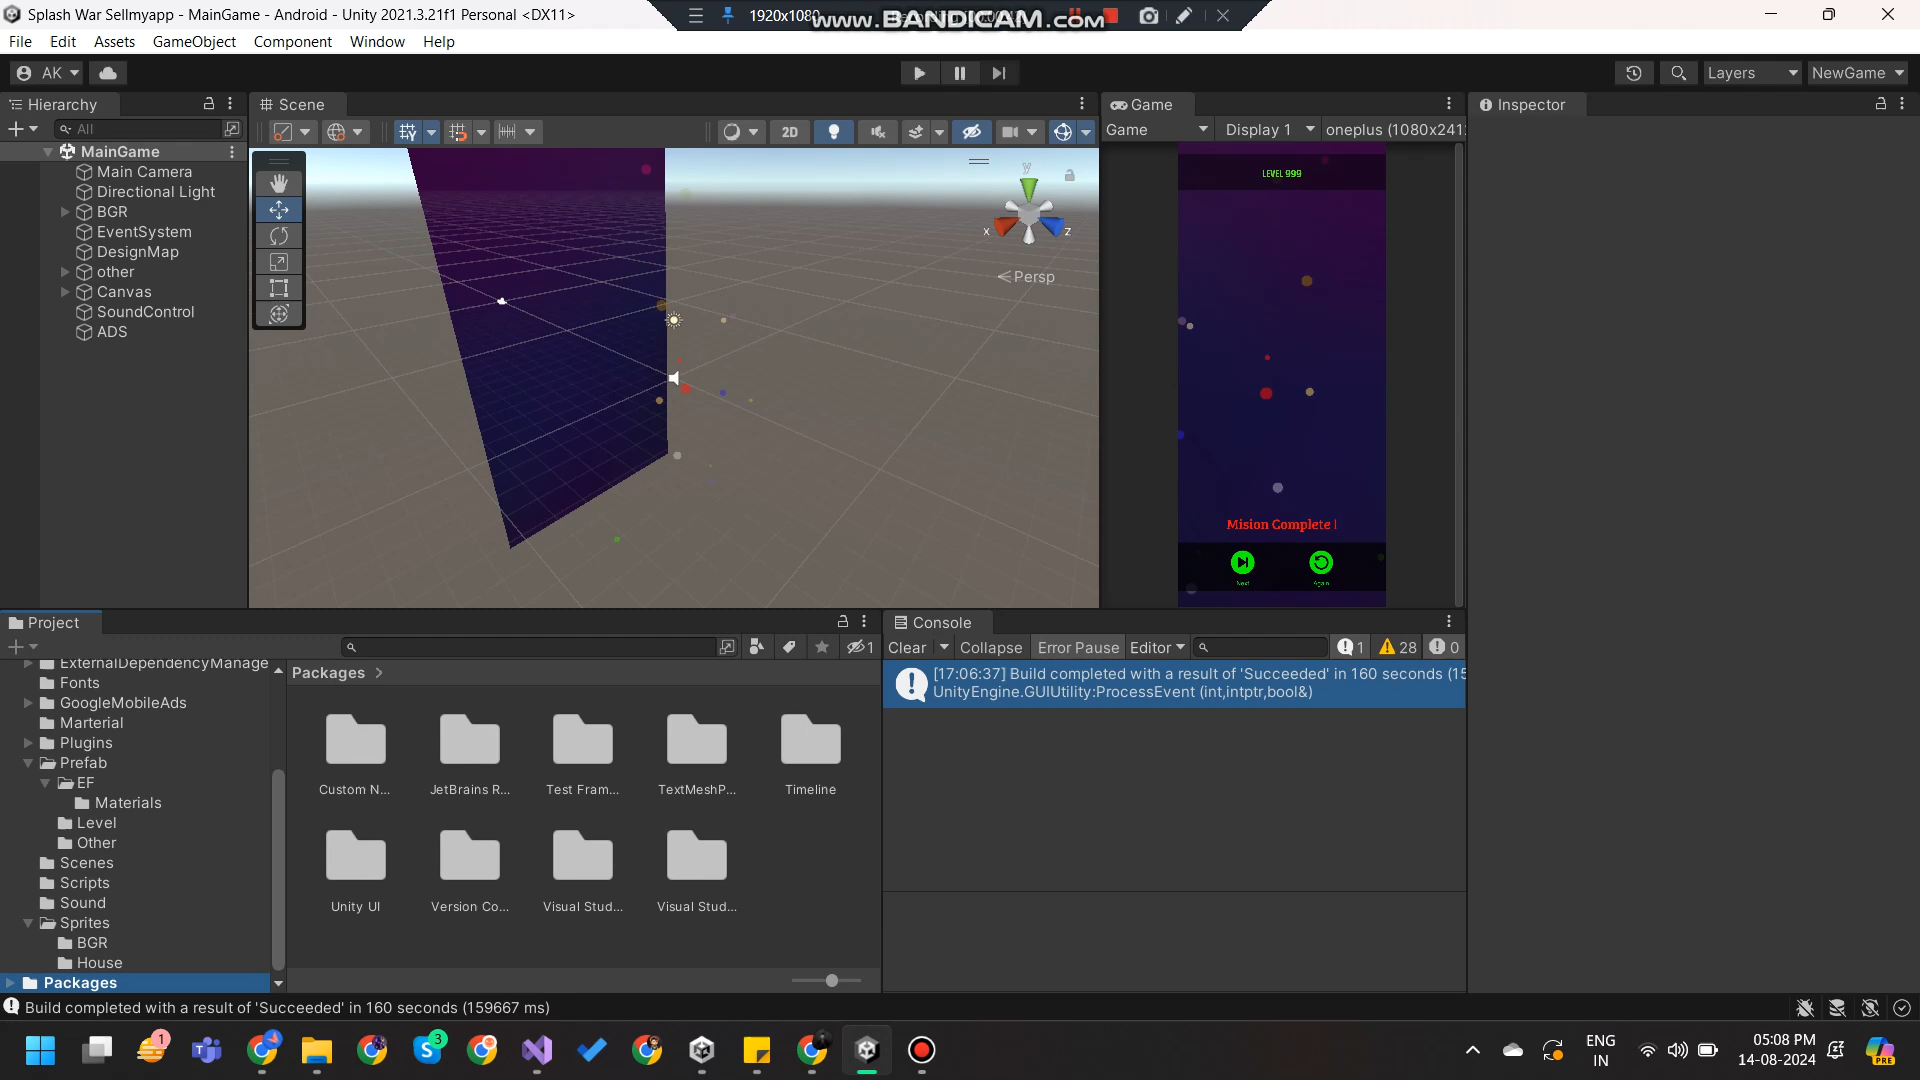 Splash War Sellmyapp - MainGame - Android - Unity 2021.3.21f1 Personal <DX11>
1920x1080
www.BANDICAM.com
File Edit Assets GameObject Component Window Help
AK
Layers
NewGame
Hierarchy
All
MainGame
Main Camera
Directional Light
BGR
EventSystem
DesignMap
other
Canvas
SoundControl
ADS
Scene
2D
y
x
z
Persp
Game
Game
Display 1
oneplus (1080x241
LEVEL 999
Mision Complete !
Next
Again
Inspector
Project
1
ExternalDependencyManage
Fonts
GoogleMobileAds
Marterial
Plugins
Prefab
EF
Materials
Level
Other
Scenes
Scripts
Sound
Sprites
BGR
House
Packages
Packages
Custom N...
JetBrains R...
Test Fram...
TextMeshP...
Timeline
Unity UI
Version Co...
Visual Stud...
Visual Stud...
Console
Clear Collapse Error Pause Editor
1
28
0
[17:06:37] Build completed with a result of 'Succeeded' in 160 seconds (15
UnityEngine.GUIUtility:ProcessEvent (int,intptr,bool&)
Build completed with a result of 'Succeeded' in 160 seconds (159667 ms)
1
3
ENG
IN
05:08 PM
14-08-2024
PRE